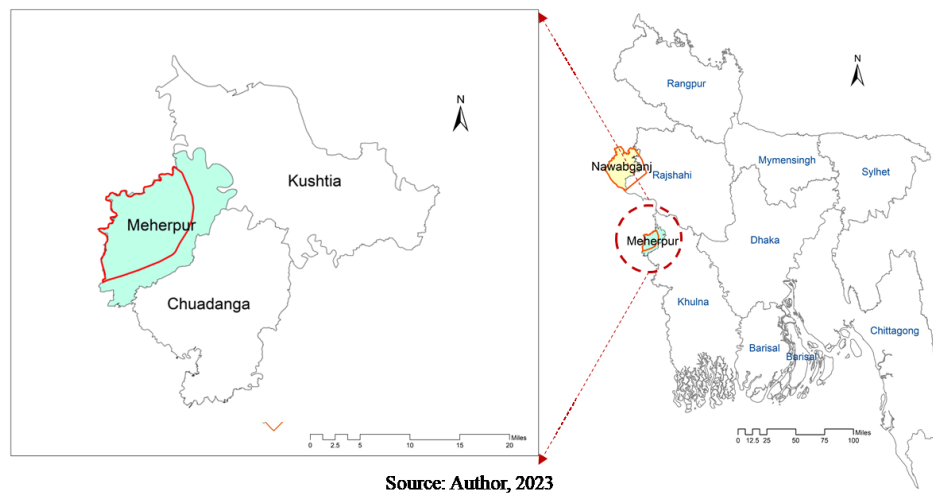 N
Kushtia
Meherpur
Chuadanga
0 2.5 5 10 15 20 Miles
N
Rangpur
Nawabganj
Rajshahi
Mymensingh
Sylhet
Meherpur
Dhaka
Khulna
Chittagong
Barisal
Barisal
0 12.5 25 50 75 100 Miles
Source: Author, 2023